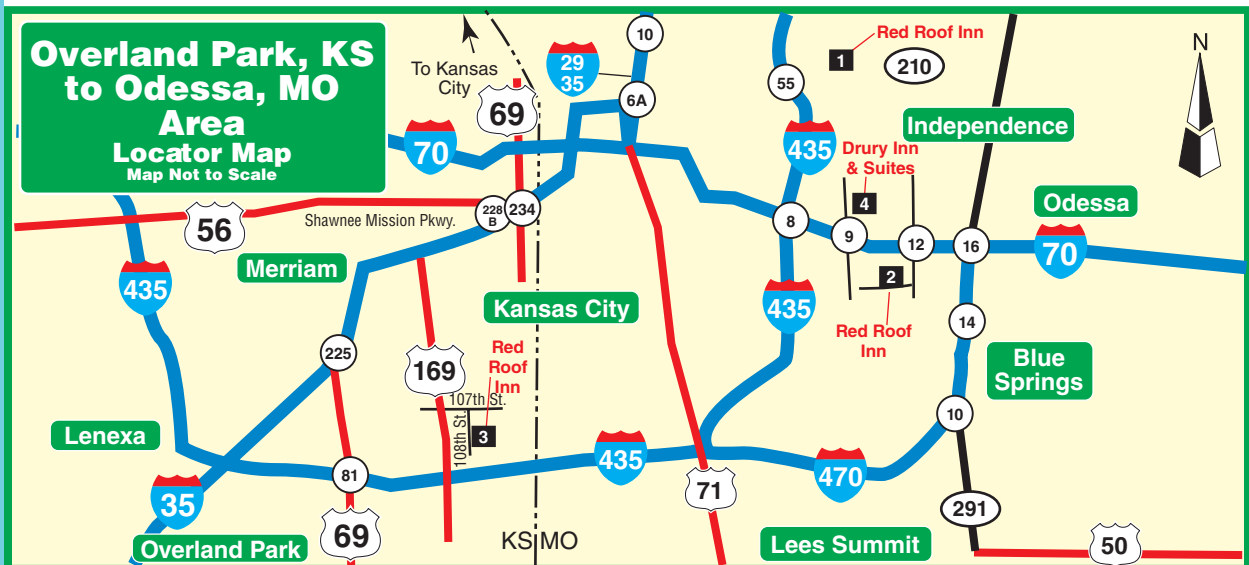 Overland Park, KS
to Odessa, MO
Area
Locator Map
Map Not to Scale
To Kansas
City
69
29
35
10
6A
55
1
Red Roof Inn
210
N
70
435
Independence
Drury Inn
& Suites
4
56
Shawnee Mission Pkwy.
228
B
234
8
9
12
16
Odessa
70
Merriam
435
Kansas City
435
2
Red Roof
Inn
14
225
169
Red
Roof
Inn
107th St.
108th St.
3
Blue
Springs
10
Lenexa
81
435
470
35
69
71
291
Overland Park
KS
MO
Lees Summit
50